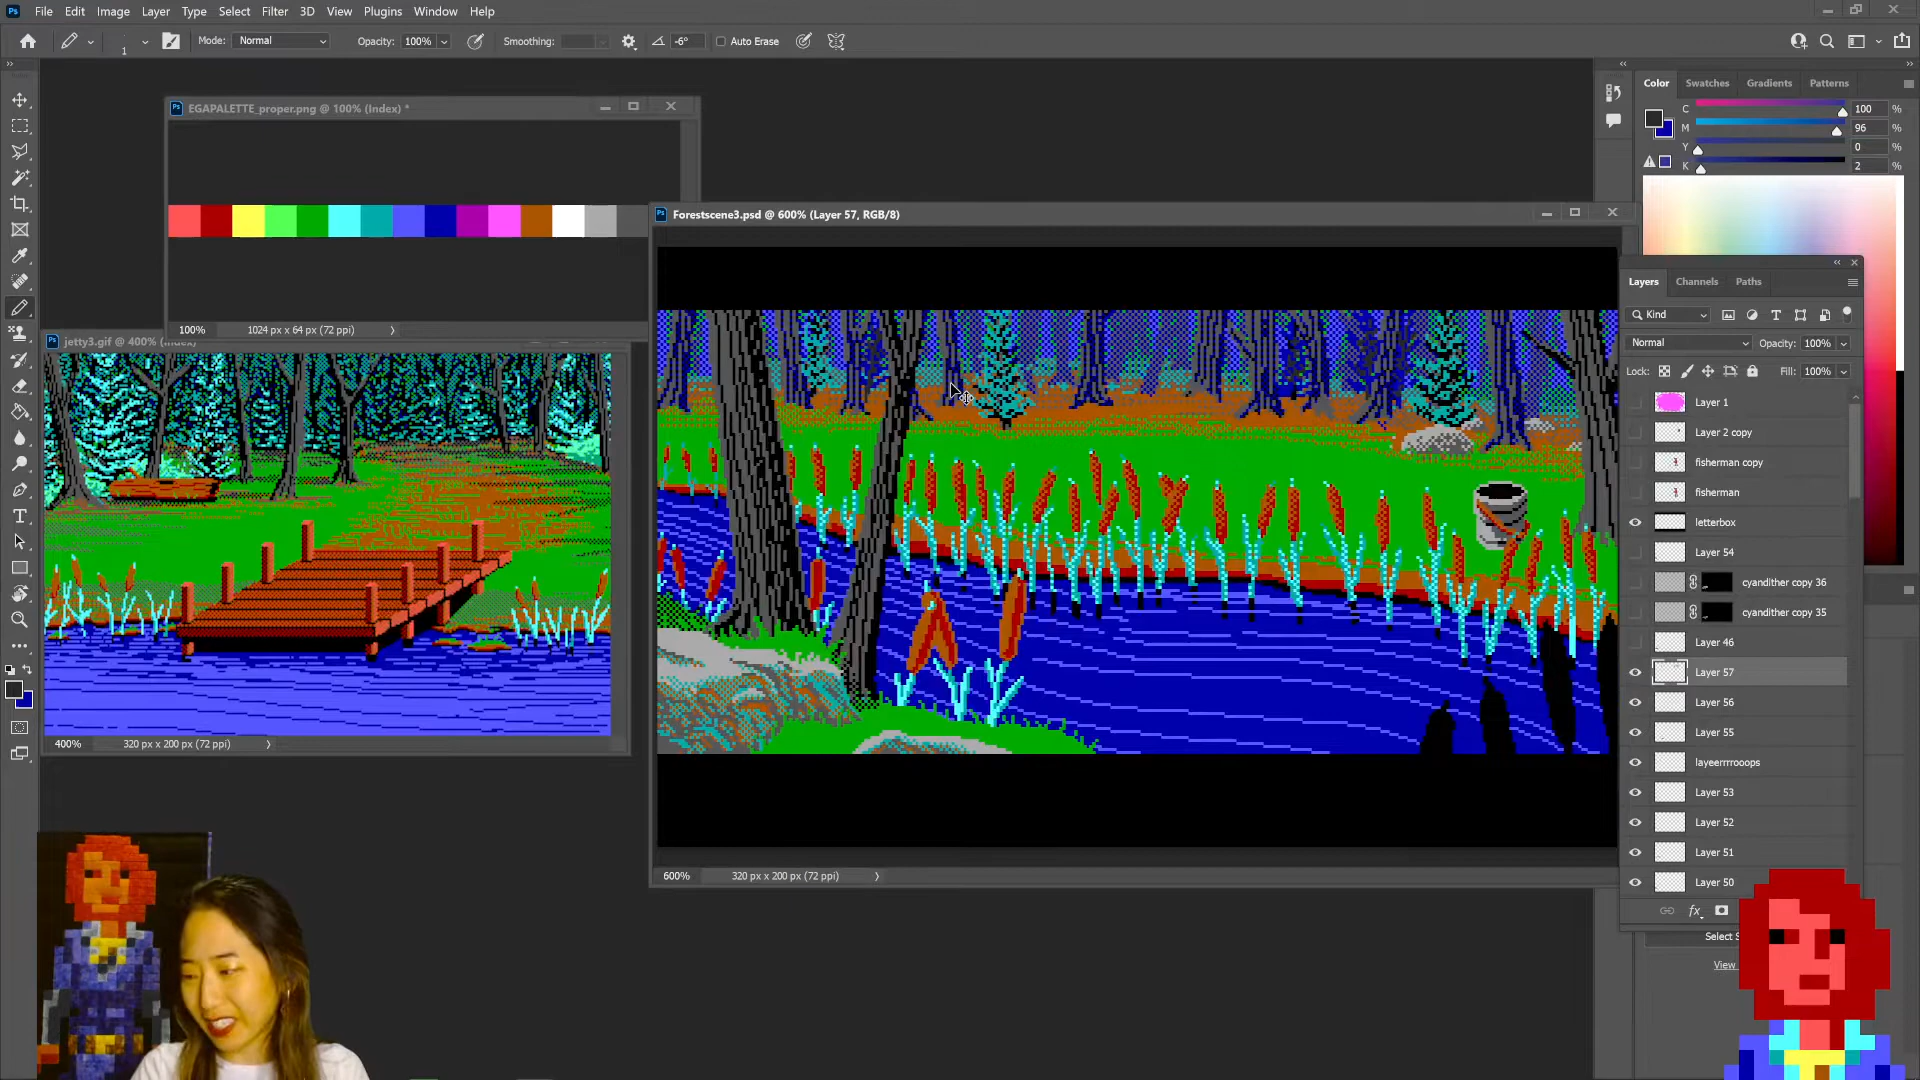 File Edit Image Layer Type Select Filter 3D View Plugins Window Help
1 Mode: Normal Opacity: 100% Smoothing: -6° Auto Erase
EGAPALETTE_proper.png @ 100% (Index) *
100% 1024 px x 64 px (72 ppi)
jetty3.gif @ 400% (Index)
400% 320 px x 200 px (72 ppi)
Forestscene3.psd @ 600% (Layer 57, RGB/8)
600% 320 px x 200 px (72 ppi)
Color Swatches Gradients Patterns
C 100 %
M 96 %
Y 0 %
K 2 %
Layers Channels Paths
Kind
Normal Opacity: 100%
Lock: Fill: 100%
Layer 1
Layer 2 copy
fisherman copy
fisherman
letterbox
Layer 54
cyandither copy 36
cyandither copy 35
Layer 46
Layer 57
Layer 56
Layer 55
layeerrrrooops
Layer 53
Layer 52
Layer 51
Layer 50
fx
Select S
View